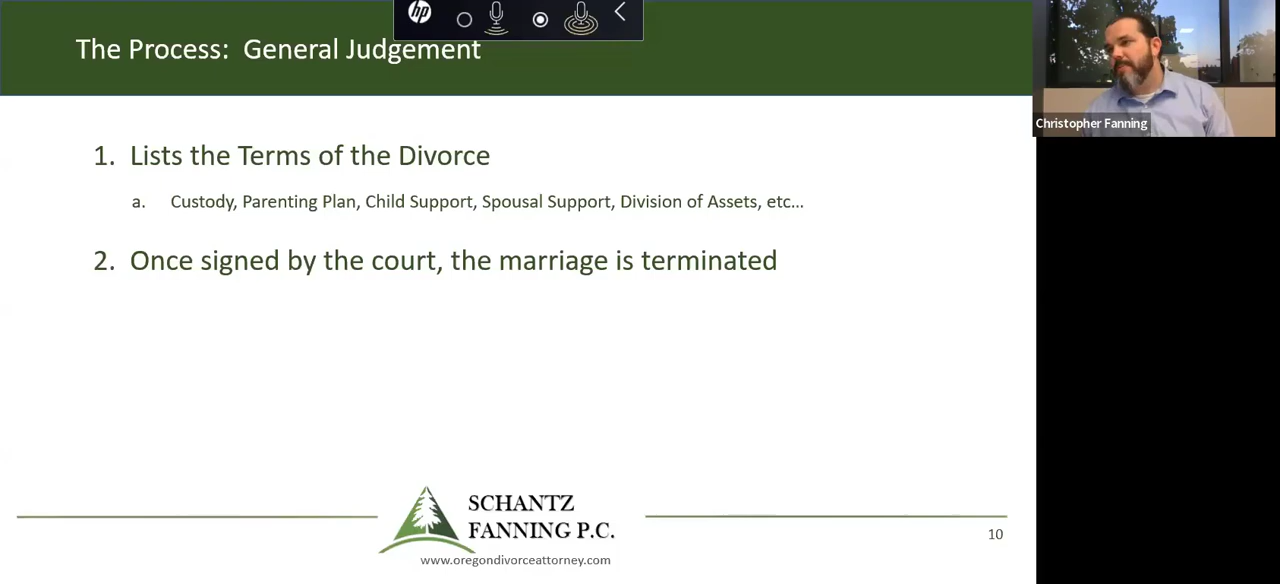 hp
The Process: General Judgement
Christopher Fanning
1. Lists the Terms of the Divorce
a. Custody, Parenting Plan, Child Support, Spousal Support, Division of Assets, etc...
2. Once signed by the court, the marriage is terminated
SCHANTZ
FANNING P.C.
10
www.oregondivorceattorney.com